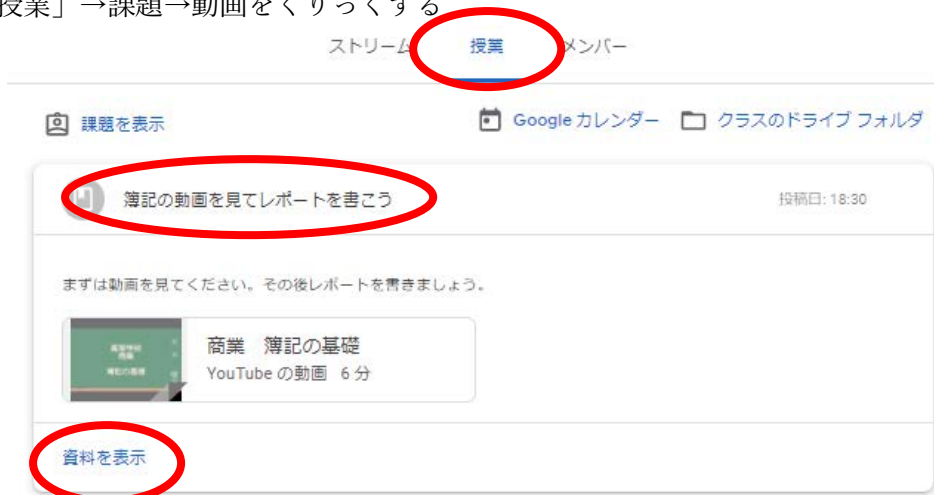 授業」→課題→動画をくりっくする
ストリーム 授業 メンバー
課題を表示 Google カレンダー クラスのドライブ フォルダ
簿記の動画を見てレポートを書こう 投稿日: 18:30
まずは動画を見てください。その後レポートを書きましょう。
商業 簿記の基礎
YouTube の動画 6 分
資料を表示